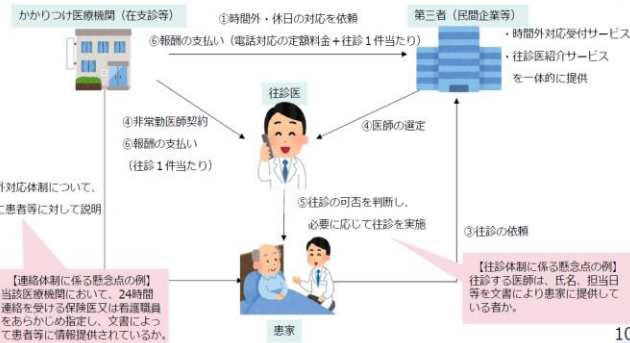 かかりつけ医療機関（在支診等）
①時間外・休日の対応を依頼
第三者（民間企業等）
⑥報酬の支払い（電話対応の定額料金＋往診１件当たり）
・時間外対応受付サービス
・往診医紹介サービス
を一体的に提供
往診医
④非常勤医師契約
⑥報酬の支払い
（往診１件当たり）
④医師の選定
外対応体制について、
に患者等に対して説明
⑤往診の可否を判断し、
必要に応じて往診を実施
③往診の依頼
【連絡体制に係る懸念点の例】
当該医療機関において、24時間
連絡を受ける保険医又は看護職員
をあらかじめ指定し、文書によっ
て患者等に情報提供されているか。
【往診体制に係る懸念点の例】
往診する医師は、氏名、担当日
等を文書により患家に提供して
いる者か。
患家
10